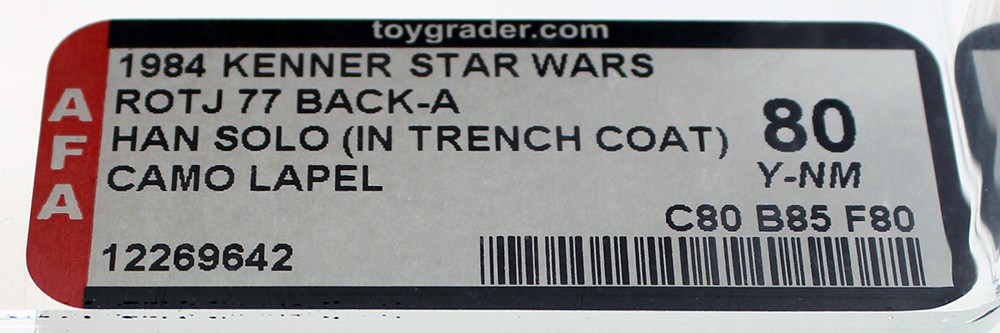 toygrader.com
AFA
1984 KENNER STAR WARS
ROTJ 77 BACK-A
HAN SOLO (IN TRENCH COAT)
CAMO LAPEL
80
Y-NM
C80 B85 F80
12269642